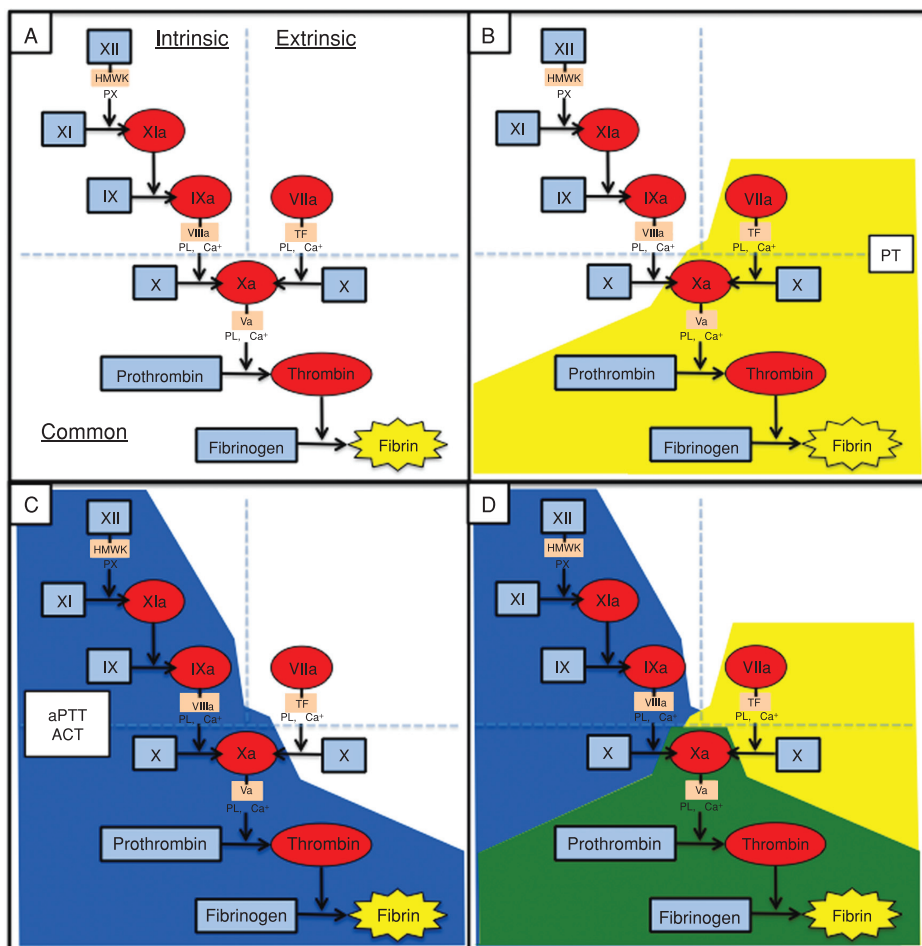 A
Intrinsic
Extrinsic
XII
HMWK
PX
XI
XIa
IX
IXa
VIIa
VIIIa
TF
PL, Ca⁺
PL, Ca⁺
X
Xa
X
Va
PL, Ca⁺
Prothrombin
Thrombin
Common
Fibrinogen
Fibrin
B
XII
HMWK
PX
XI
XIa
IX
IXa
VIIa
VIIIa
TF
PL, Ca⁺
PL, Ca⁺
PT
X
Xa
X
Va
PL, Ca⁺
Prothrombin
Thrombin
Fibrinogen
Fibrin
C
XII
HMWK
PX
XI
XIa
IX
IXa
VIIa
VIIIa
TF
PL, Ca⁺
PL, Ca⁺
aPTT
ACT
X
Xa
X
Va
PL, Ca⁺
Prothrombin
Thrombin
Fibrinogen
Fibrin
D
XII
HMWK
PX
XI
XIa
IX
IXa
VIIa
VIIIa
TF
PL, Ca⁺
PL, Ca⁺
X
Xa
X
Va
PL, Ca⁺
Prothrombin
Thrombin
Fibrinogen
Fibrin